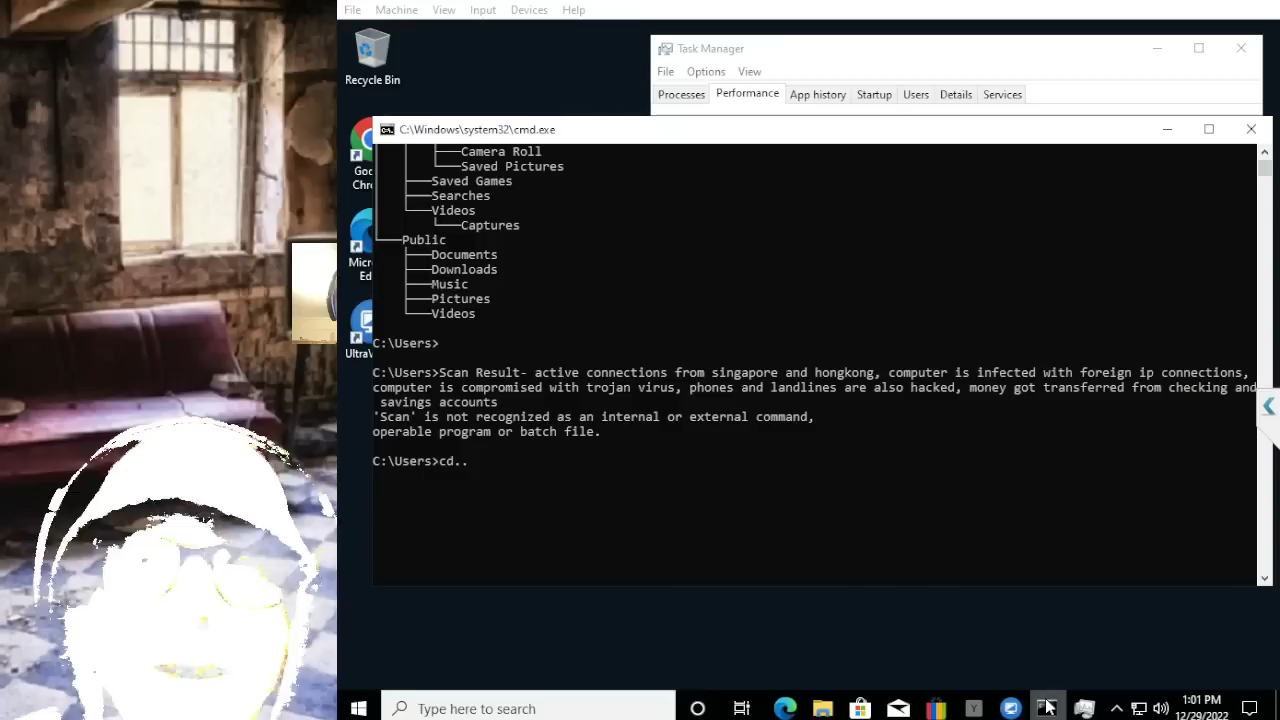 File Machine View Input Devices Help
Recycle Bin
Task Manager
File Options View
Processes Performance App history Startup Users Details Services
C:\Windows\system32\cmd.exe
Camera Roll
Saved Pictures
Saved Games
Searches
Videos
Captures
Public
Documents
Downloads
Music
Pictures
Videos
C:\Users>
C:\Users>Scan Result- active connections from singapore and hongkong, computer is infected with foreign ip connections,
computer is compromised with trojan virus, phones and landlines are also hacked, money got transferred from checking and
savings accounts
'Scan' is not recognized as an internal or external command,
operable program or batch file.
C:\Users>cd..
Goo
Chro
Micro
Ed
UltraV
Type here to search
1:01 PM
12/29/2022